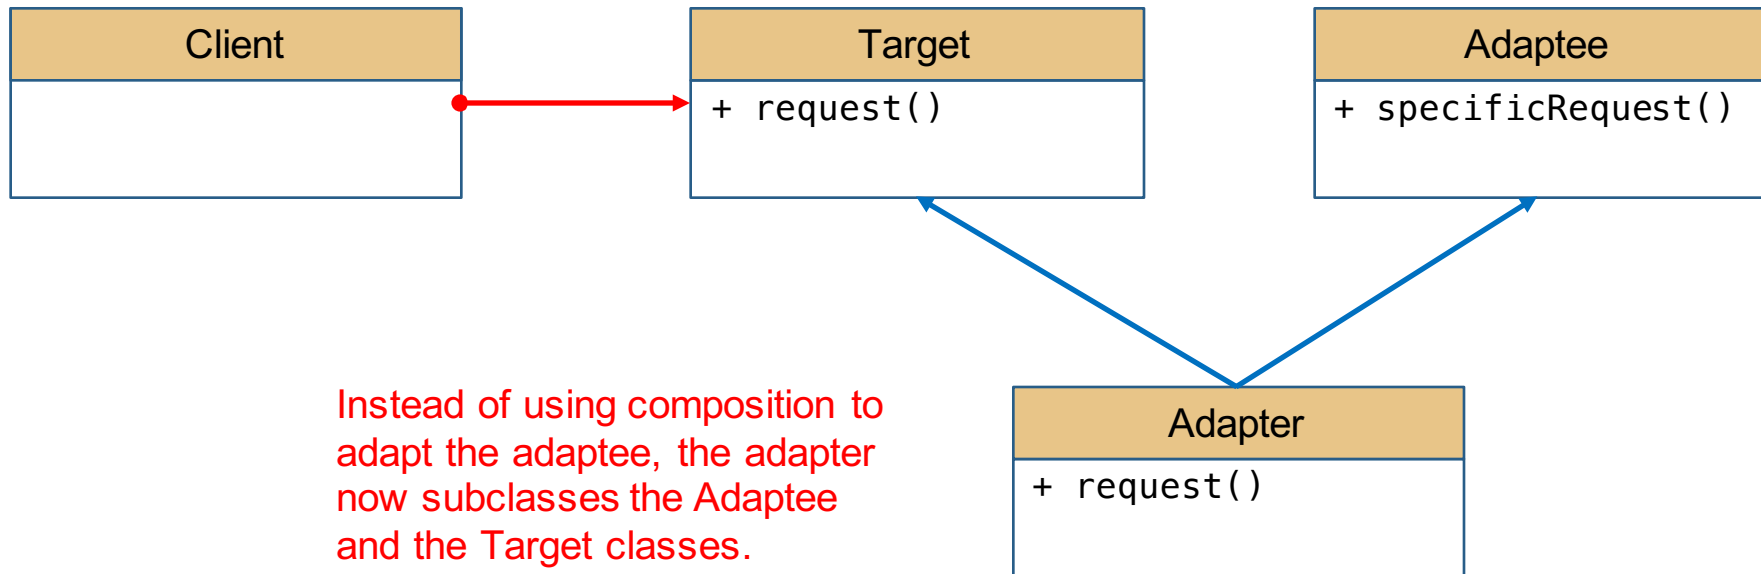 Client
Target
+ request()
Adaptee
+ specificRequest()
Instead of using composition to
adapt the adaptee, the adapter
now subclasses the Adaptee
and the Target classes.
Adapter
+ request()